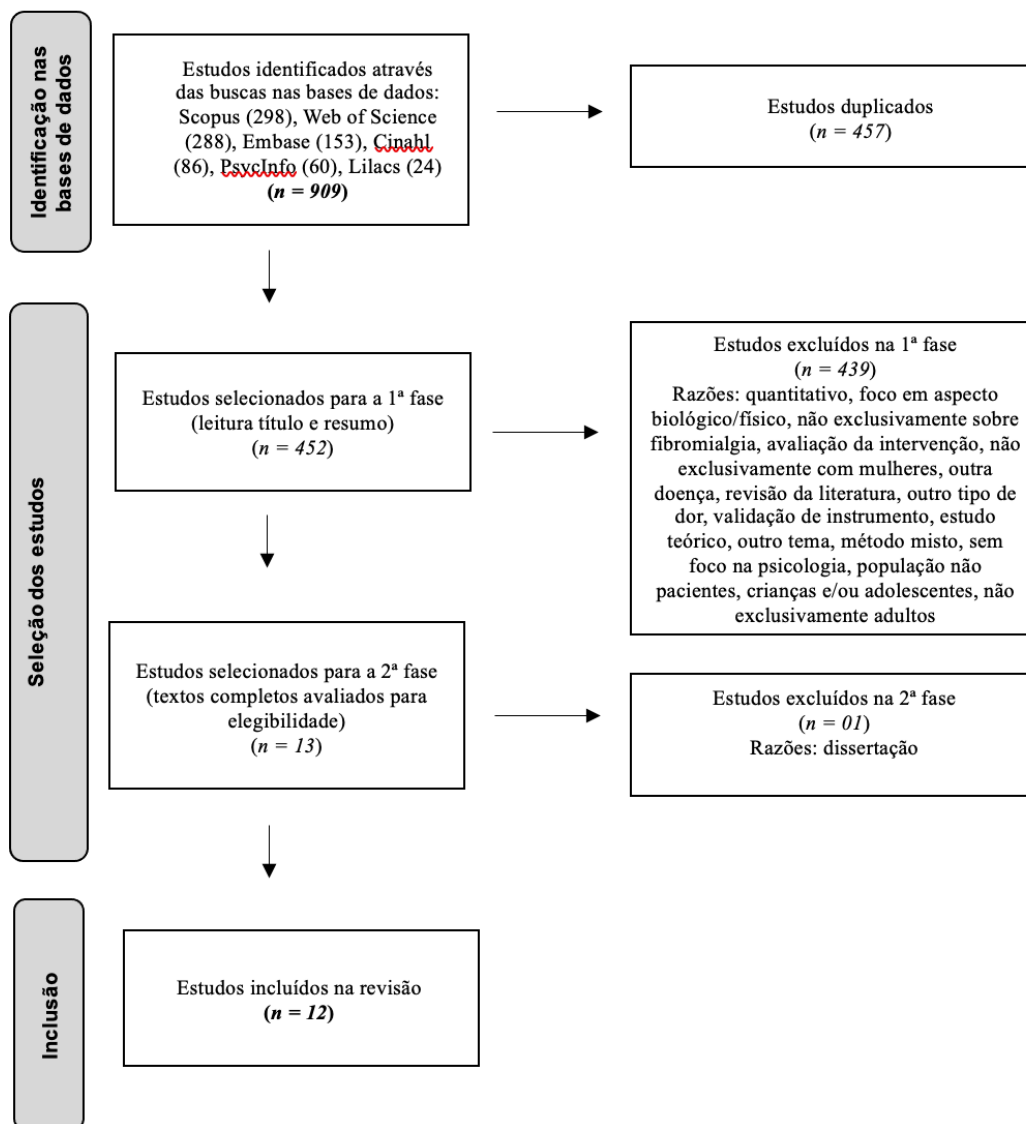 Identificação nas
bases de dados
Estudos identificados através
das buscas nas bases de dados:
Scopus (298), Web of Science
(288), Embase (153), Cinahl
(86), PsycInfo (60), Lilacs (24)
(n = 909)
Estudos duplicados
(n = 457)
Seleção dos estudos
Estudos selecionados para a 1ª fase
(leitura título e resumo)
(n = 452)
Estudos excluídos na 1ª fase
(n = 439)
Razões: quantitativo, foco em aspecto
biológico/físico, não exclusivamente sobre
fibromialgia, avaliação da intervenção, não
exclusivamente com mulheres, outra
doença, revisão da literatura, outro tipo de
dor, validação de instrumento, estudo
teórico, outro tema, método misto, sem
foco na psicologia, população não
pacientes, crianças e/ou adolescentes, não
exclusivamente adultos
Estudos selecionados para a 2ª fase
(textos completos avaliados para
elegibilidade)
(n = 13)
Estudos excluídos na 2ª fase
(n = 01)
Razões: dissertação
Inclusão
Estudos incluídos na revisão
(n = 12)